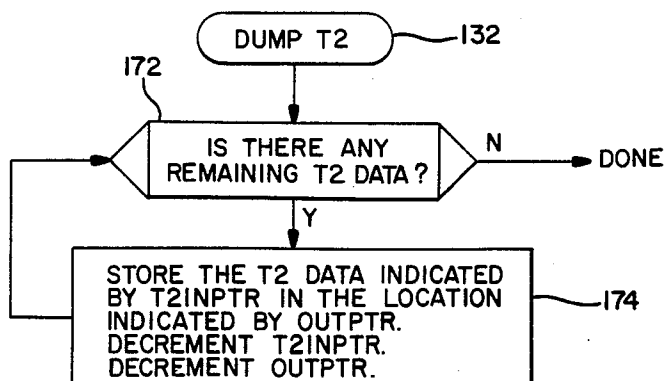 DUMP T2
132
172
IS THERE ANY
REMAINING T2 DATA?
N
DONE
Y
STORE THE T2 DATA INDICATED
BY T2INPTR IN THE LOCATION
INDICATED BY OUTPTR.
DECREMENT T2INPTR.
DECREMENT OUTPTR.
174